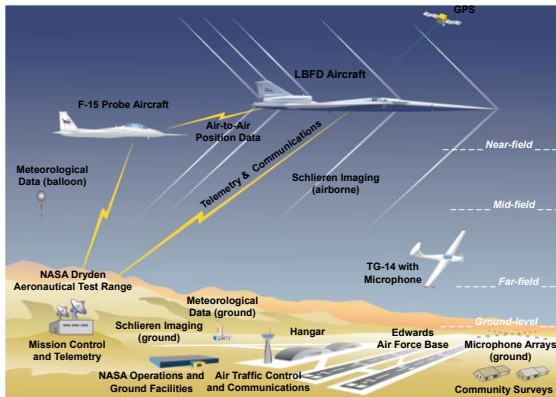 GPS
LBFD Aircraft
F-15 Probe Aircraft
Air-to-Air
Position Data
Telemetry & Communications
Near-field
Meteorological
Data (balloon)
Schlieren Imaging
(airborne)
Mid-field
TG-14 with
Microphone
NASA Dryden
Aeronautical Test Range
Far-field
Meteorological
Data (ground)
Ground-level
Schlieren Imaging
(ground)
Hangar
Edwards
Air Force Base
Mission Control
and Telemetry
Microphone Arrays
(ground)
NASA Operations and
Ground Facilities
Air Traffic Control
and Communications
Community Surveys